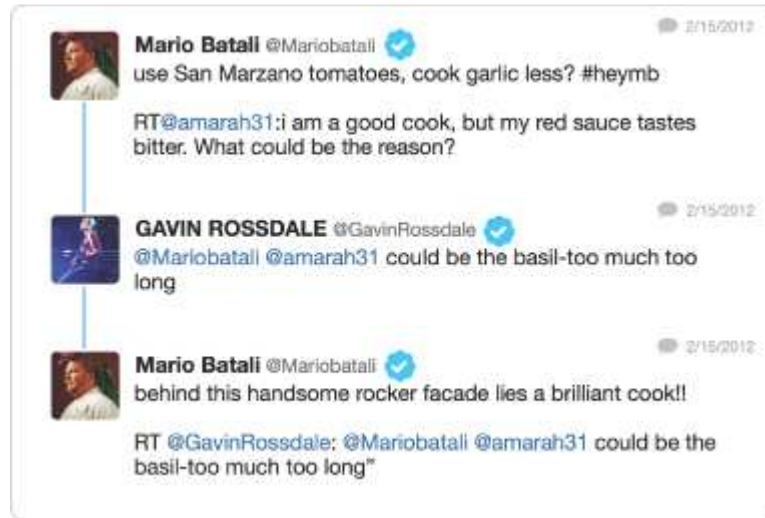 2/15/2012
Mario Batali @Mariobatali
use San Marzano tomatoes, cook garlic less? #heymb
RT@amarah31:i am a good cook, but my red sauce tastes
bitter. What could be the reason?
2/15/2012
GAVIN ROSSDALE @GavinRossdale
@Mariobatali @amarah31 could be the basil-too much too
long
2/15/2012
Mario Batali @Mariobatali
behind this handsome rocker facade lies a brilliant cook!!
RT @GavinRossdale: @Mariobatali @amarah31 could be the
basil-too much too long”